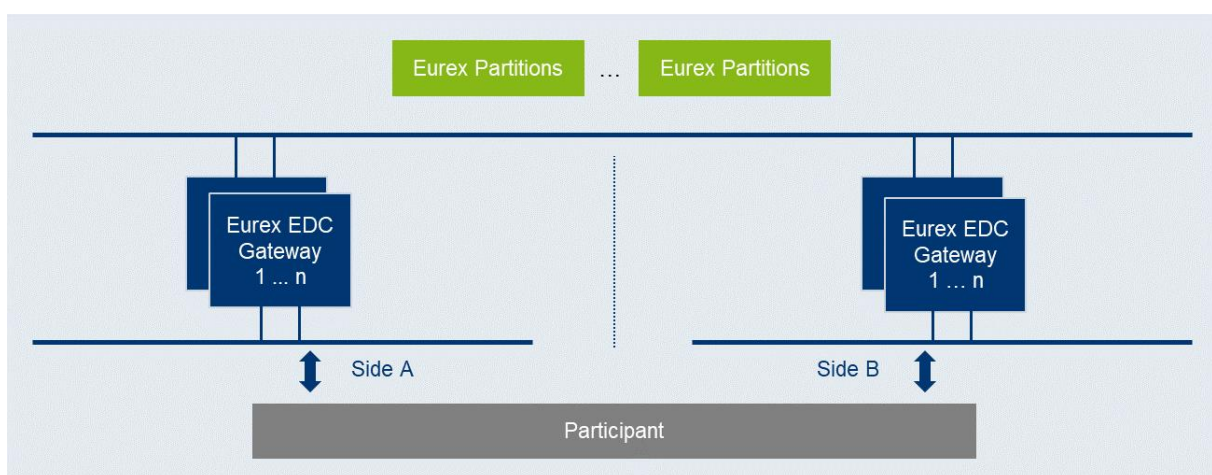 Eurex Partitions ... Eurex Partitions
Eurex EDC
Gateway
1 ... n
Eurex EDC
Gateway
1 ... n
Side A
Side B
Participant